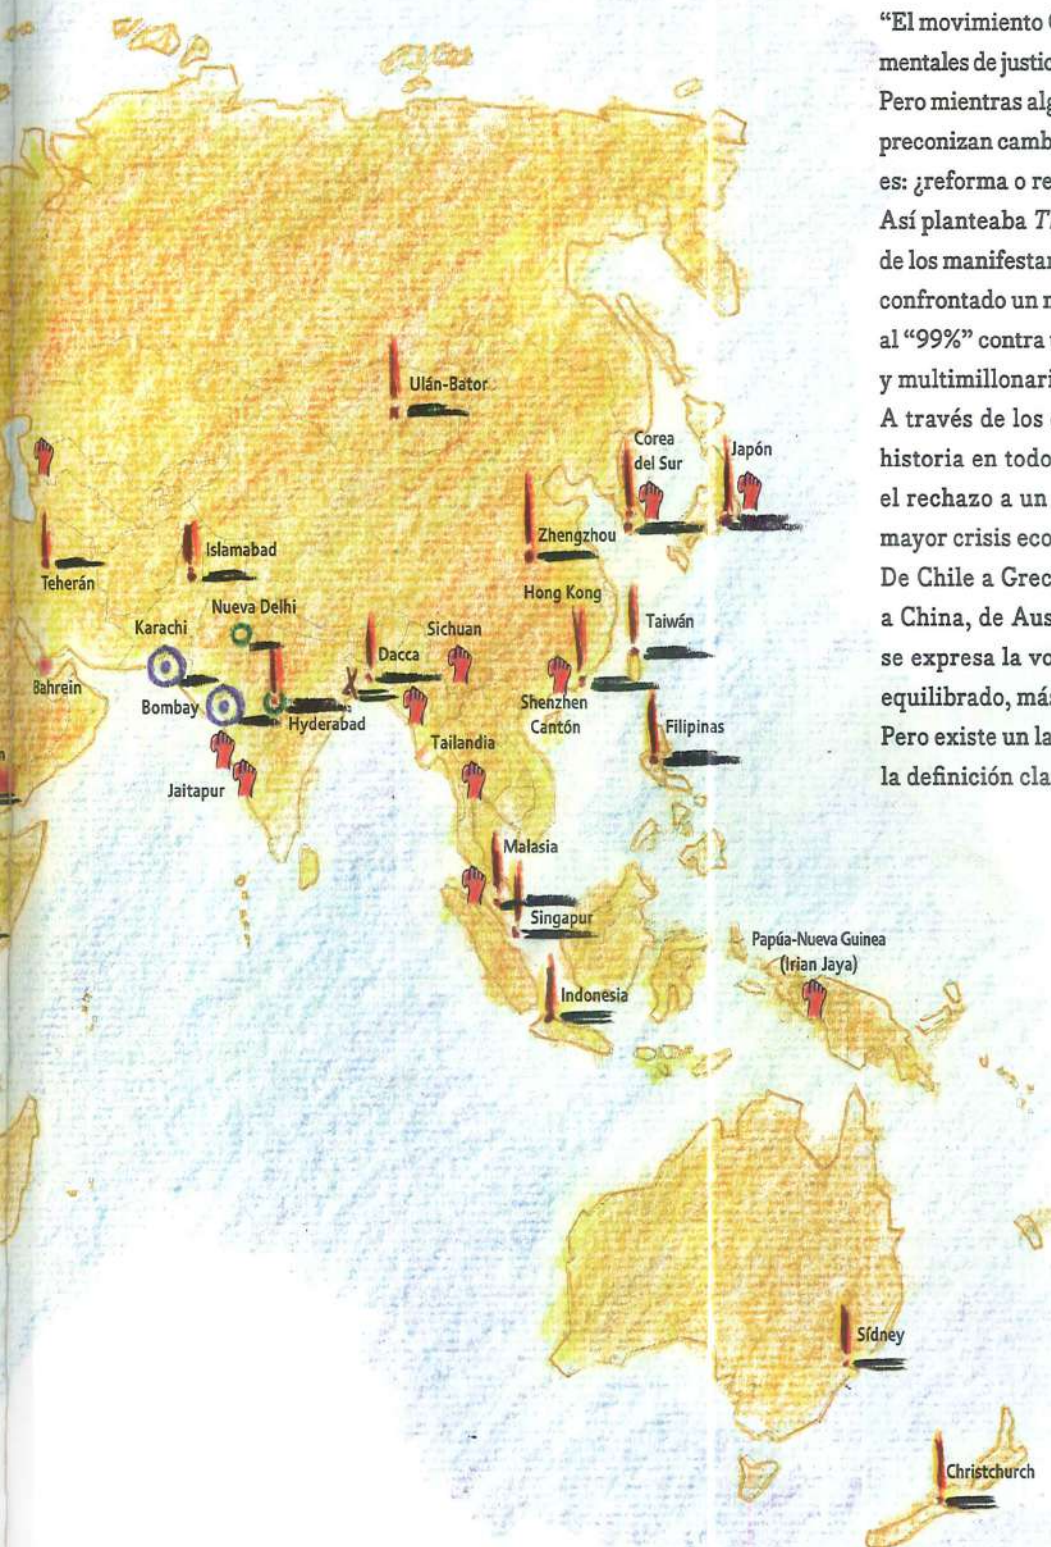 “El movimiento
mentales de justic
Pero mientras alg
preconizan camb
es: ¿reforma o re
Así planteaba
de los manifestar
confrontado un
al “99%” contra
y multimillonari
A través de los
historia en todo
el rechazo a un
mayor crisis eco
De Chile a Grec
a China, de Aus
se expresa la vo
equilibrado, más
Pero existe un la
la definición cla
Ulán-Bator
Corea
del Sur
Japón
Zhengzhou
Islamabad
Teherán
Hong Kong
Nueva Delhi
Taiwán
Karachi
Sichuan
Dacca
Bahrein
Bombay
Hyderabad
Shenzhen
Cantón
Filipinas
Tailandia
Jaitapur
Malasia
Singapur
Papúa-Nueva Guinea
(Irian Jaya)
Indonesia
Sídney
Christchurch